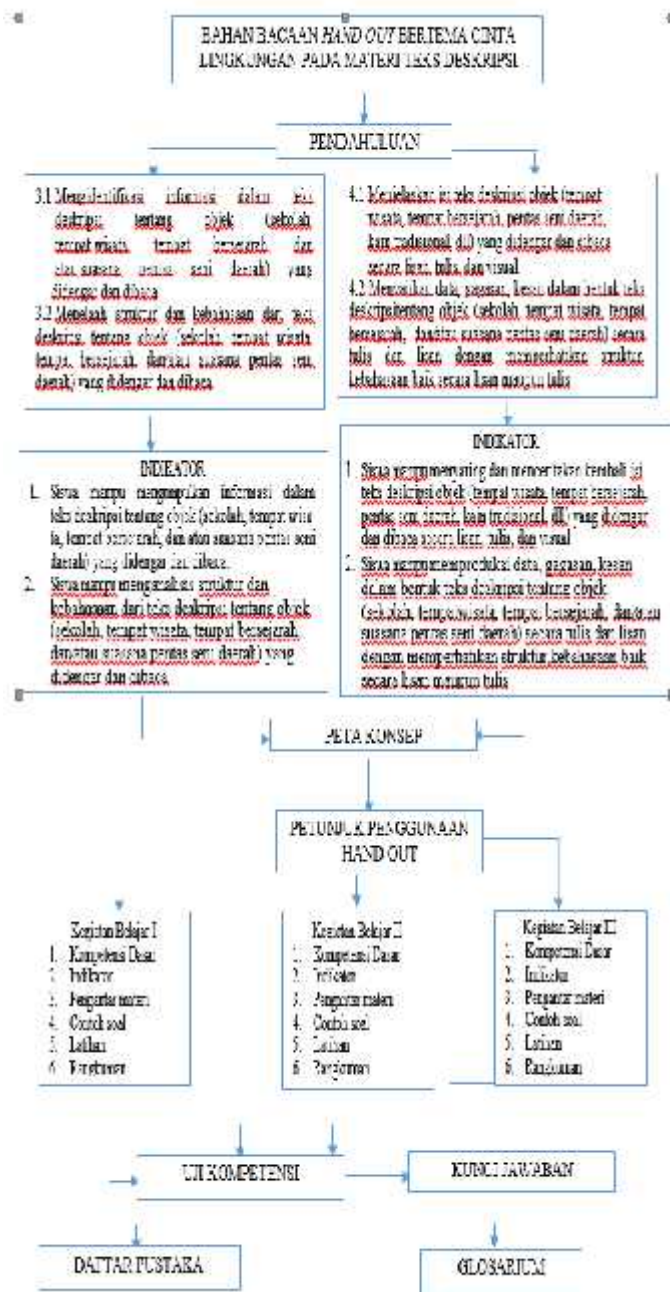 BAHAN BACAAN HAND OUT BERTEMA CINTA
LINGKUNGAN PADA MATERI TEKS DESKRIPSI
PENDAHULUAN
3.1 Mengidentifikasi informasi dalam teks
deskripsi tentang objek (sekolah,
tempat wisata, tempat bersejarah, dan
atau suasana pentas seni daerah) yang
didengar dan dibaca
3.2 Menelaah struktur dan kebahasaan dari teks
deskripsi tentang objek (sekolah, tempat wisata,
tempat bersejarah, dan/atau suasana pentas seni
daerah) yang didengar dan dibaca.
4.1 Menjelaskan isi teks deskripsi objek (tempat
wisata, tempat bersejarah, pentas seni daerah,
kain tradisional, dll) yang didengar dan dibaca
secara lisan, tulis, dan visual
4.2 data, gagasan, kesan dalam bentuk teks
deskripsi tentang objek (sekolah, tempat wisata, tempat
bersejarah, dan/atau suasana pentas seni daerah) secara
tulis dan lisan dengan memperhatikan struktur,
kebahasaan baik secara lisan maupun tulis
INDIKATOR
1. Siswa mampu mengumpulkan informasi dalam
teks deskripsi tentang objek (sekolah, tempat wisa
ta, tempat bersejarah, dan atau suasana pentas seni
daerah) yang didengar dan dibaca.
2. Siswa mampu menganalisis struktur dan
kebahasaan dari teks deskripsi tentang objek
(sekolah, tempat wisata, tempat bersejarah,
dan/atau suasana pentas seni daerah) yang
didengar dan dibaca.
INDIKATOR
1. Siswa mampu menyaring dan menceritakan kembali isi
teks deskripsi objek (tempat wisata, tempat bersejarah,
pentas seni daerah, kain tradisional, dll) yang didengar
dan dibaca secara lisan, tulis, dan visual
2. Siswa mampu memproduksi data, gagasan, kesan
dalam bentuk teks deskripsi tentang objek
(sekolah, tempat wisata, tempat bersejarah, dan/atau
suasana pentas seni daerah) secara tulis dan lisan
dengan memperhatikan struktur, kebahasaan baik
secara lisan maupun tulis
PETA KONSEP
PETUNJUK PENGGUNAAN
HAND OUT
Kegiatan Belajar I
1. Kompetensi Dasar
2. Indikator
3. Pengantar materi
4. Contoh soal
5. Latihan
6. Rangkuman
Kegiatan Belajar II
1. Kompetensi Dasar
2. Indikator
3. Pengantar materi
4. Contoh soal
5. Latihan
6. Rangkuman
Kegiatan Belajar III
1. Kompetensi Dasar
2. Indikator
3. Pengantar materi
4. Contoh soal
5. Latihan
6. Rangkuman
UJI KOMPETENSI
KUNCI JAWABAN
DAFTAR PUSTAKA
GLOSARIUM